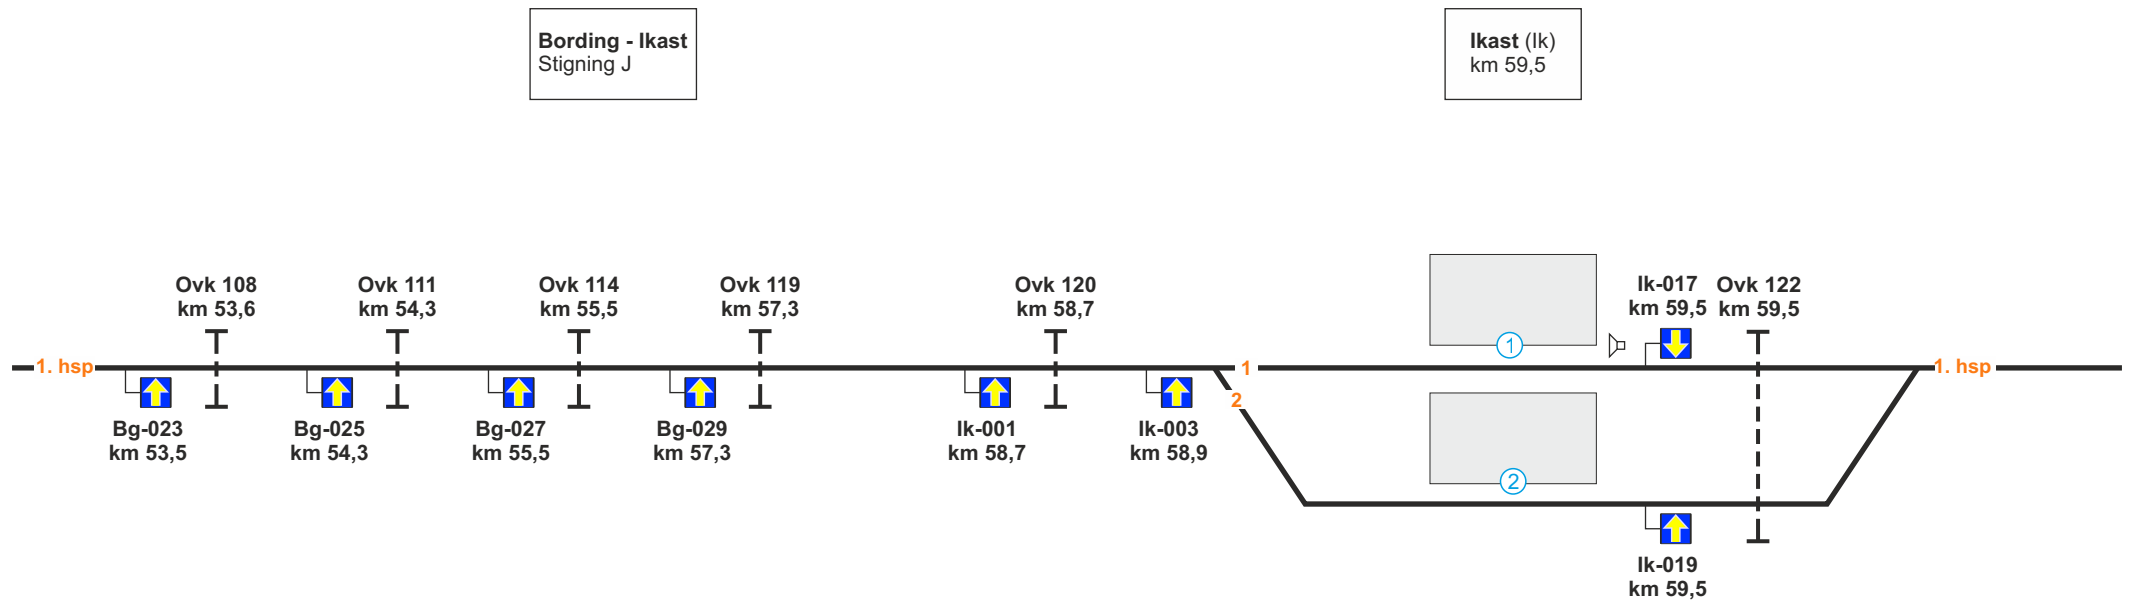 Bording - Ikast
Stigning J
Ikast (Ik)
km 59,5
Ovk 108
km 53,6
Ovk 111
km 54,3
Ovk 114
km 55,5
Ovk 119
km 57,3
Ovk 120
km 58,7
Ik-017
km 59,5
Ovk 122
km 59,5
1
1. hsp
1
1. hsp
2
Bg-023
km 53,5
Bg-025
km 54,3
Bg-027
km 55,5
Bg-029
km 57,3
Ik-001
km 58,7
Ik-003
km 58,9
2
Ik-019
km 59,5